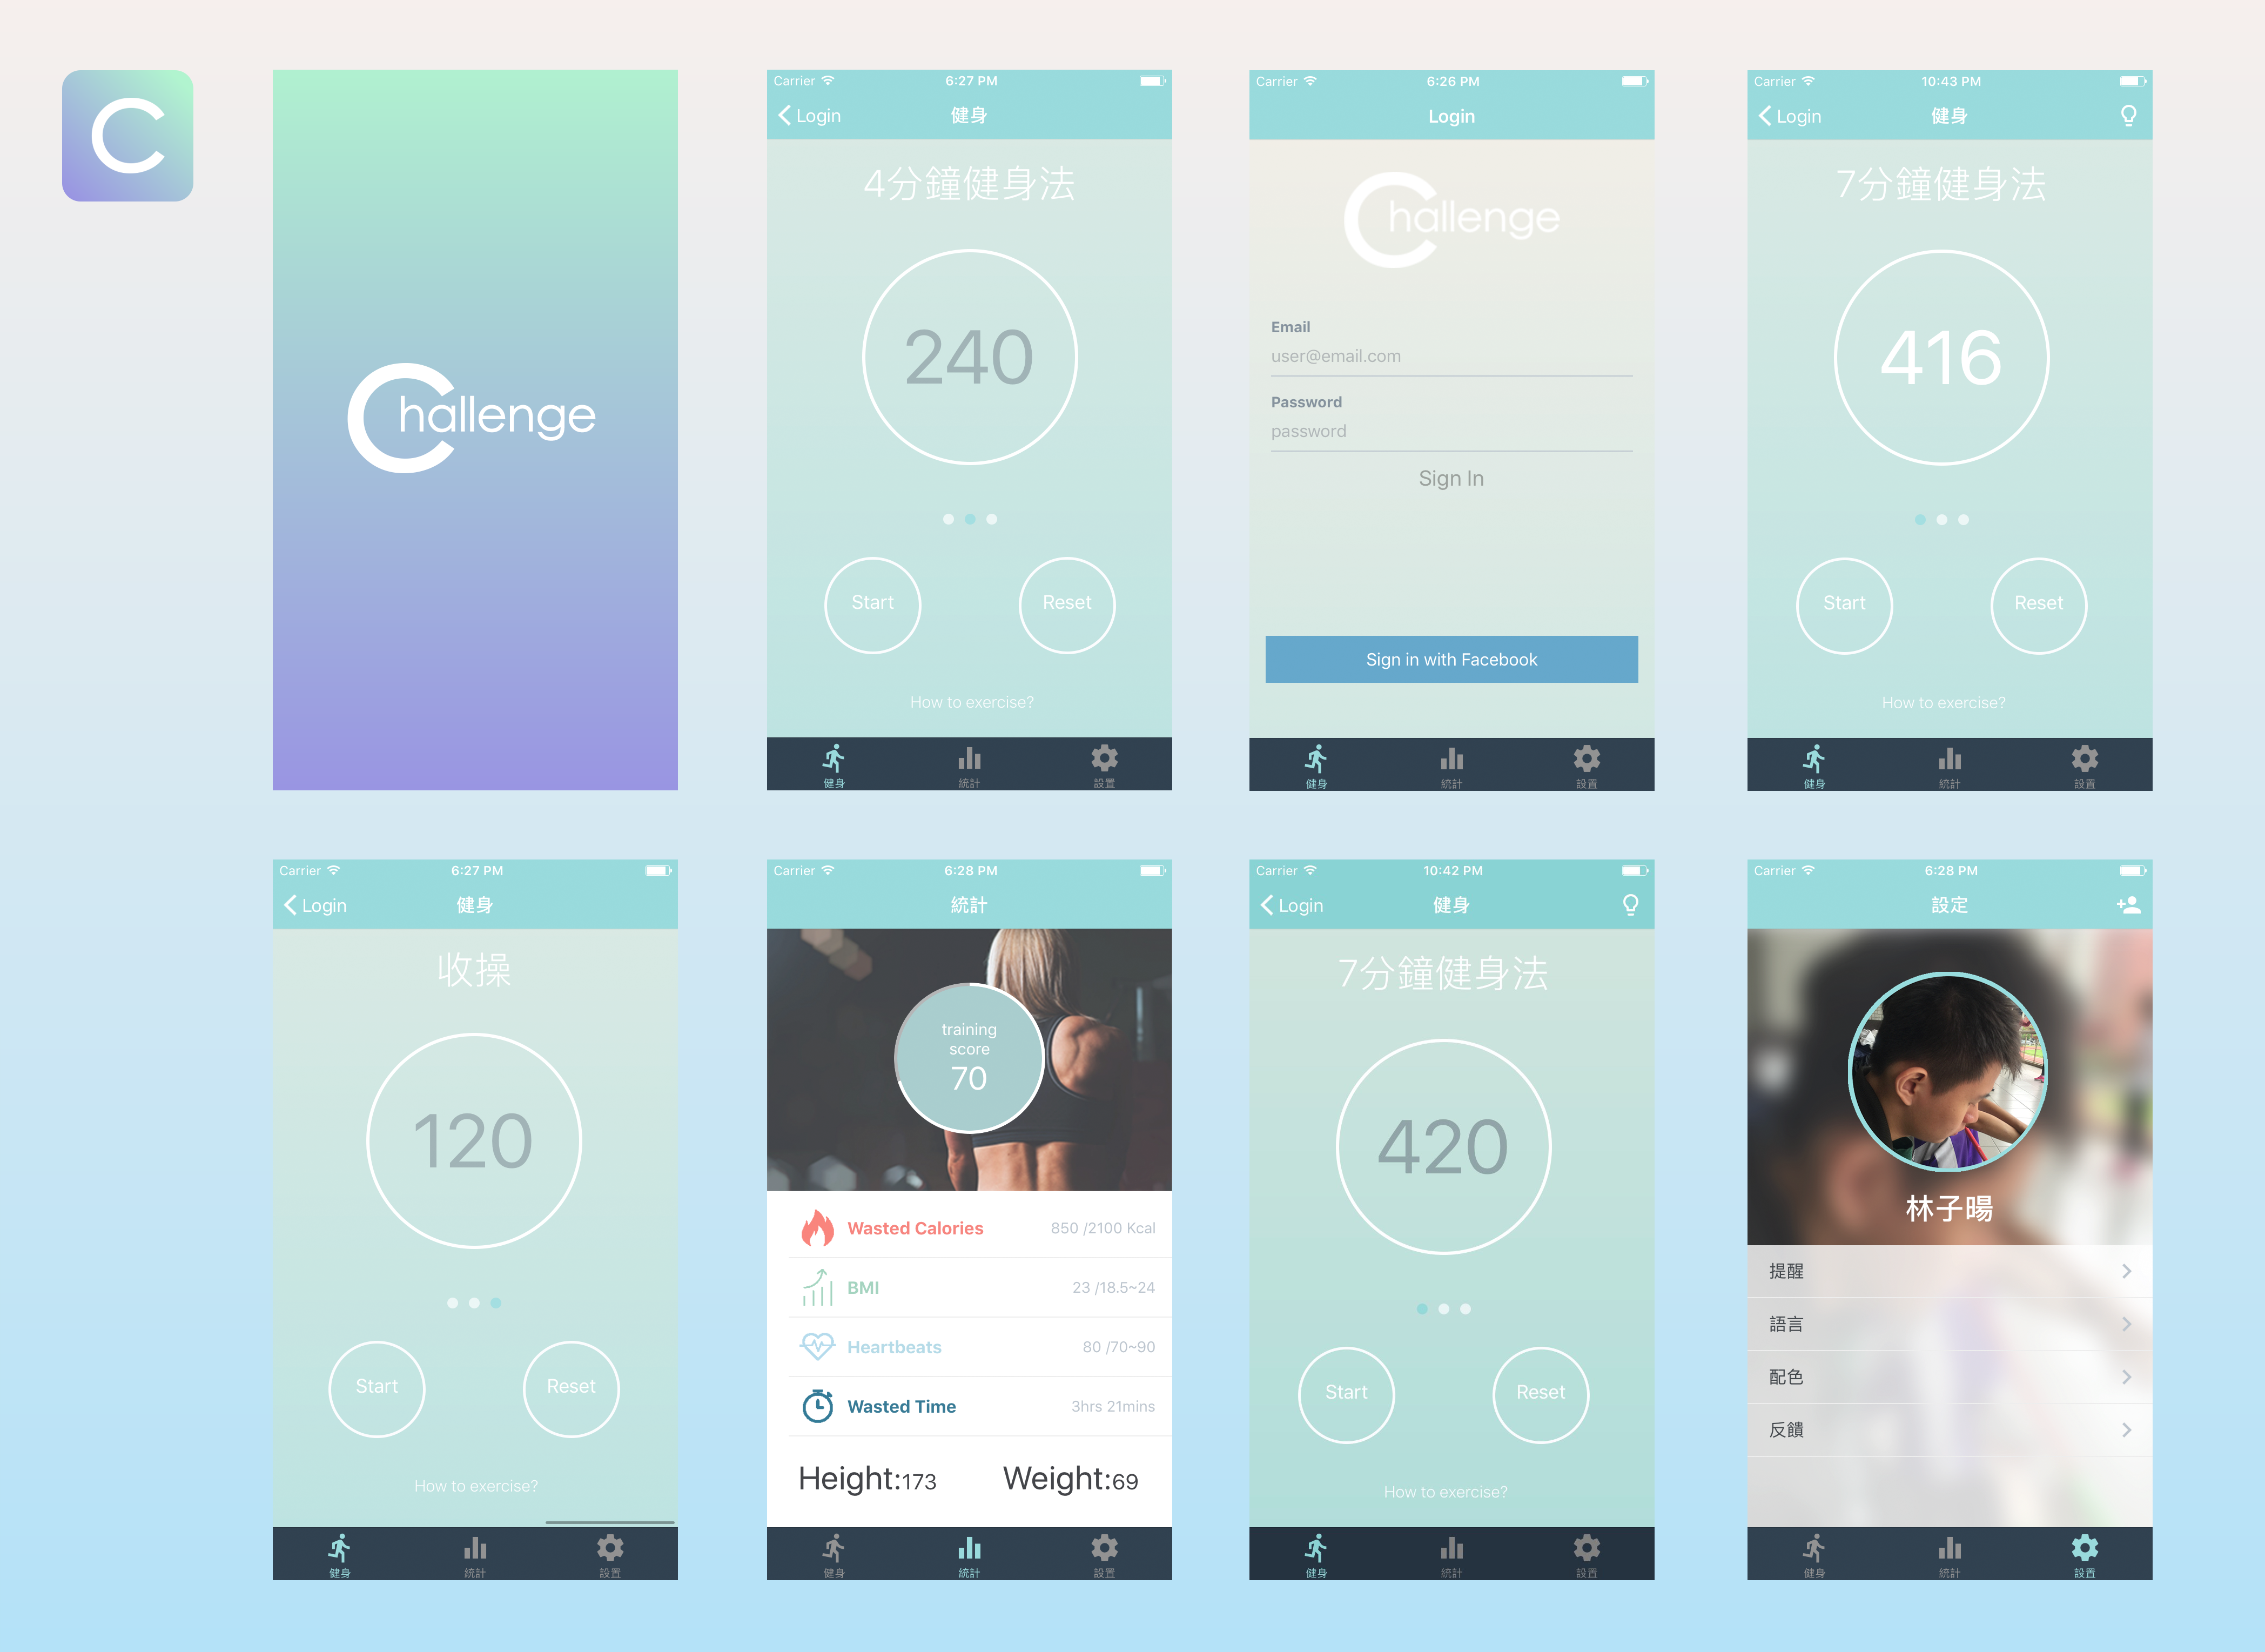 C
Challenge
Carrier 6:27 PM
Login 健身
4分鐘健身法
240
Start Reset
How to exercise?
健身 統計 設置
Carrier 6:26 PM
Login
Challenge
Email
user@email.com
Password
password
Sign In
Sign in with Facebook
健身 統計 設置
Carrier 10:43 PM
Login 健身
7分鐘健身法
416
Start Reset
How to exercise?
健身 統計 設置
Carrier 6:27 PM
Login 健身
收操
120
Start Reset
How to exercise?
健身 統計 設置
Carrier 6:28 PM
統計
training
score
70
Wasted Calories 850 /2100 Kcal
BMI 23 /18.5~24
Heartbeats 80 /70~90
Wasted Time 3hrs 21mins
Height:173 Weight:69
健身 統計 設置
Carrier 10:42 PM
Login 健身
7分鐘健身法
420
Start Reset
How to exercise?
健身 統計 設置
Carrier 6:28 PM
設定
林子暘
提醒
語言
配色
反饋
健身 統計 設置